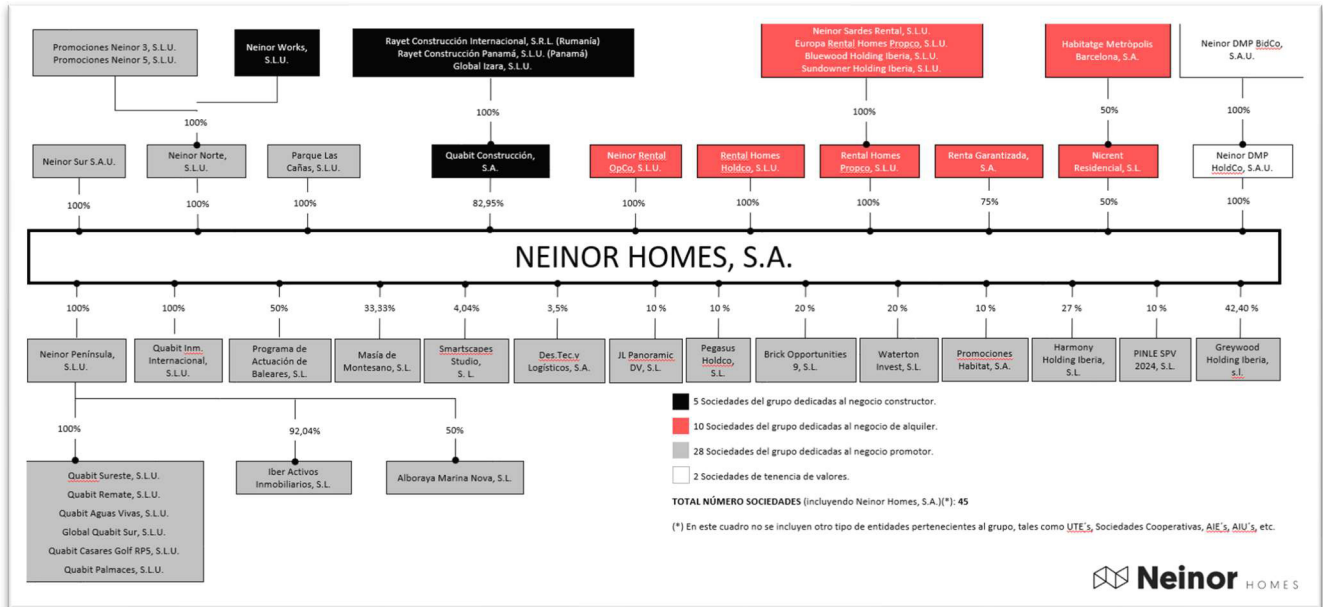 Promociones Neinor 3, S.L.U.
Promociones Neinor 5, S.L.U.
Neinor Works,
S.L.U.
Rayet Construcción Internacional, S.R.L. (Rumanía)
Rayet Construcción Panamá, S.L.U. (Panamá)
Global Izara, S.L.U.
Neinor Sardes Rental, S.L.U.
Europa Rental Homes Propco, S.L.U.
Bluewood Holding Iberia, S.L.U.
Sundowner Holding Iberia, S.L.U.
Habitatge Metròpolis
Barcelona, S.A.
Neinor DMP BidCo,
S.A.U.
100%
100%
100%
50%
100%
Neinor Sur S.A.U.
Neinor Norte,
S.L.U.
Parque Las
Cañas, S.L.U.
Quabit Construcción,
S.A.
Neinor Rental
OpCo, S.L.U.
Rental Homes
Holdco, S.L.U.
Rental Homes
Propco, S.L.U.
Renta Garantizada,
S.A.
Nicrent
Residencial, S.L.
Neinor DMP
HoldCo, S.A.U.
100%
100%
100%
82,95%
100%
100%
100%
75%
50%
100%
NEINOR HOMES, S.A.
100%
100%
50%
33,33%
4,04%
3,5%
10 %
10 %
20 %
20 %
10%
27 %
10 %
42,40 %
Neinor Península,
S.L.U.
Quabit Inm.
Internacional,
S.L.U.
Programa de
Actuación de
Baleares, S.L.
Masía de
Montesano, S.L.
Smartscapes
Studio,
S. L.
Des.Tec.y
Logísticos, S.A.
JL Panoramic
DV, S.L.
Pegasus
Holdco,
S.L.
Brick Opportunities
9, S.L.
Waterton
Invest, S.L.
Promociones
Habitat, S.A.
Harmony
Holding Iberia,
S.L.
PINLE SPV
2024, S.L.
Greywood
Holding Iberia,
s.l.
100%
92,04%
50%
Quabit Sureste, S.L.U.
Quabit Remate, S.L.U.
Quabit Aguas Vivas, S.L.U.
Global Quabit Sur, S.L.U.
Quabit Casares Golf RP5, S.L.U.
Quabit Palmaces, S.L.U.
Iber Activos
Inmobiliarios, S.L.
Alboraya Marina Nova, S.L.
5 Sociedades del grupo dedicadas al negocio constructor.
10 Sociedades del grupo dedicadas al negocio de alquiler.
28 Sociedades del grupo dedicadas al negocio promotor.
2 Sociedades de tenencia de valores.
TOTAL NÚMERO SOCIEDADES (incluyendo Neinor Homes, S.A.)(*): 45
(*) En este cuadro no se incluyen otro tipo de entidades pertenecientes al grupo, tales como UTE´s, Sociedades Cooperativas, AIE´s, AIU´s, etc.
Neinor HOMES